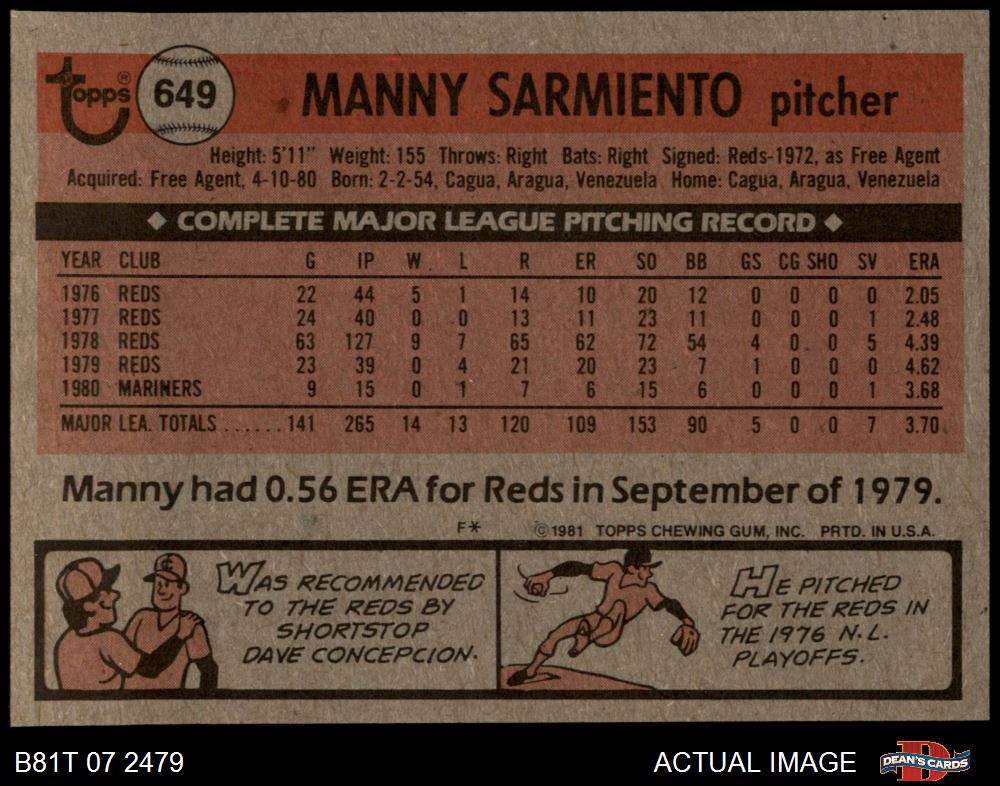 Topps® 649 MANNY SARMIENTO pitcher
Height: 5'11" Weight: 155 Throws: Right Bats: Right Signed: Reds-1972, as Free Agent
Acquired: Free Agent, 4-10-80 Born: 2-2-54, Cagua, Aragua, Venezuela Home: Cagua, Aragua, Venezuela
◆ COMPLETE MAJOR LEAGUE PITCHING RECORD ◆
YEAR CLUB G IP W L R ER SO BB GS CG SHO SV ERA
1976 REDS 22 44 5 1 14 10 20 12 0 0 0 0 2.05
1977 REDS 24 40 0 0 13 11 23 11 0 0 0 1 2.48
1978 REDS 63 127 9 7 65 62 72 54 4 0 0 5 4.39
1979 REDS 23 39 0 4 21 20 23 7 1 0 0 0 4.62
1980 MARINERS 9 15 0 1 7 6 15 6 0 0 0 1 3.68
MAJOR LEA. TOTALS ...... 141 265 14 13 120 109 153 90 5 0 0 7 3.70
Manny had 0.56 ERA for Reds in September of 1979.
F* ©1981 TOPPS CHEWING GUM, INC. PRTD. IN U.S.A.
WAS RECOMMENDED
TO THE REDS BY
SHORTSTOP
DAVE CONCEPCION.
HE PITCHED
FOR THE REDS IN
THE 1976 N.L.
PLAYOFFS.
B81T 07 2479 ACTUAL IMAGE DEAN'S CARDS